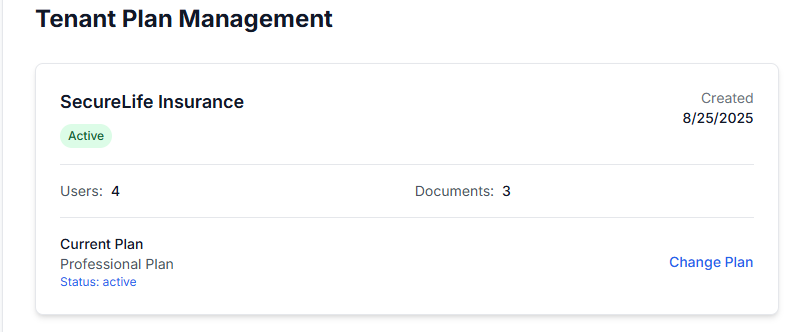 Tenant Plan Management
SecureLife Insurance
Created
Active
8/25/2025
Users: 4
Documents: 3
Current Plan
Professional Plan
Change Plan
Status: active